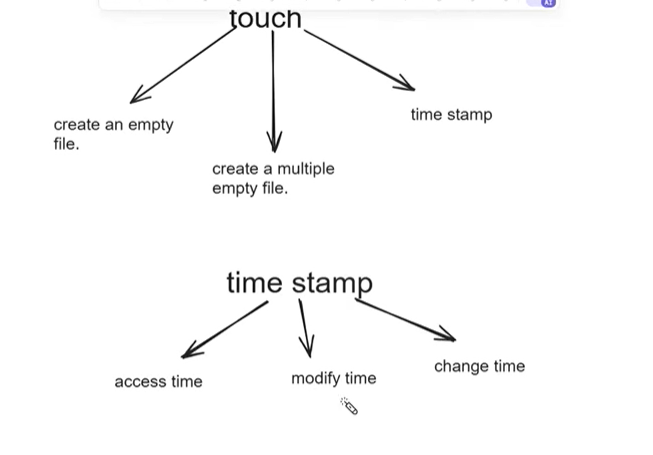 touch
create an empty
file.
create a multiple
empty file.
time stamp
time stamp
access time
modify time
change time